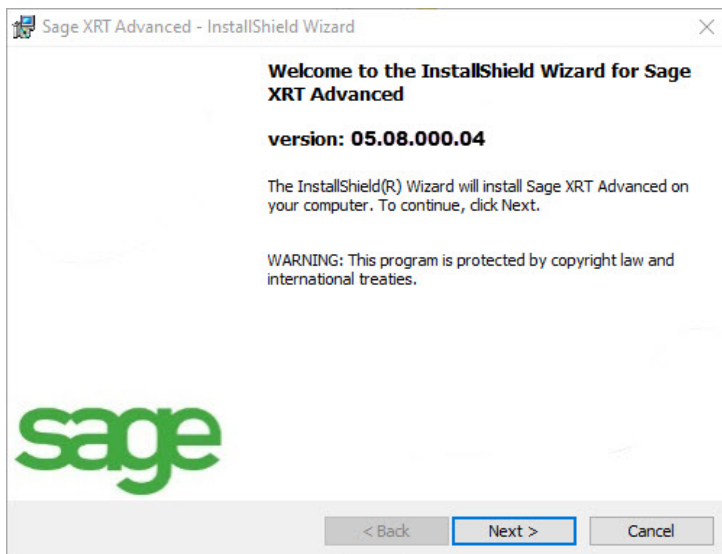 Sage XRT Advanced - InstallShield Wizard
Welcome to the InstallShield Wizard for Sage
XRT Advanced
version: 05.08.000.04
The InstallShield(R) Wizard will install Sage XRT Advanced on
your computer. To continue, click Next.
WARNING: This program is protected by copyright law and
international treaties.
sage
< Back Next > Cancel